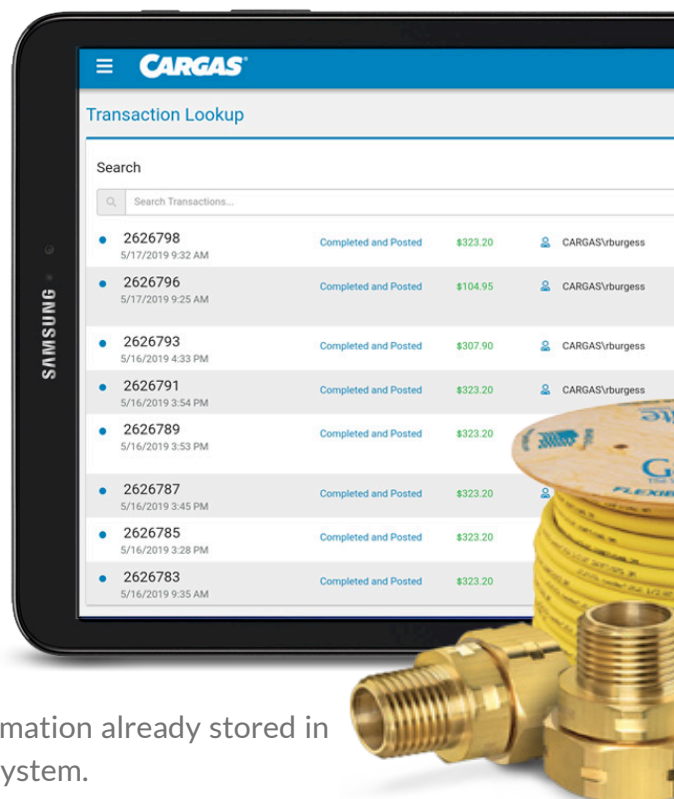 CARGAS
Transaction Lookup
Search
Search Transactions...
2626798 Completed and Posted $323.20 CARGAS\rburgess
5/17/2019 9:32 AM
2626796 Completed and Posted $104.95 CARGAS\rburgess
5/17/2019 9:25 AM
2626793 Completed and Posted $307.90 CARGAS\rburgess
5/16/2019 4:33 PM
2626791 Completed and Posted $323.20 CARGAS\rburgess
5/16/2019 3:54 PM
2626789 Completed and Posted $323.20
5/16/2019 3:53 PM
2626787 Completed and Posted $323.20
5/16/2019 3:45 PM
2626785 Completed and Posted $323.20
5/16/2019 3:28 PM
2626783 Completed and Posted $323.20
5/16/2019 9:35 AM
SAMSUNG
mation already stored in
ystem.